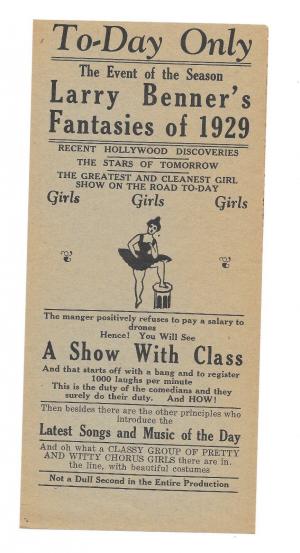 To-Day Only
The Event of the Season
Larry Benner's
Fantasies of 1929
RECENT HOLLYWOOD DISCOVERIES
THE STARS OF TOMORROW
THE GREATEST AND CLEANEST GIRL
SHOW ON THE ROAD TO-DAY
Girls Girls Girls
The manger positively refuses to pay a salary to
drones
Hence! You Will See
A Show With Class
And that starts off with a bang and to register
1000 laughs per minute
This is the duty of the comedians and they
surely do their duty. And HOW!
Then besides there are the other principles who
introduce the
Latest Songs and Music of the Day
And oh what a CLASSY GROUP OF PRETTY
AND WITTY CHORUS GIRLS there are in.
the line, with beautiful costumes
Not a Dull Second in the Entire Production